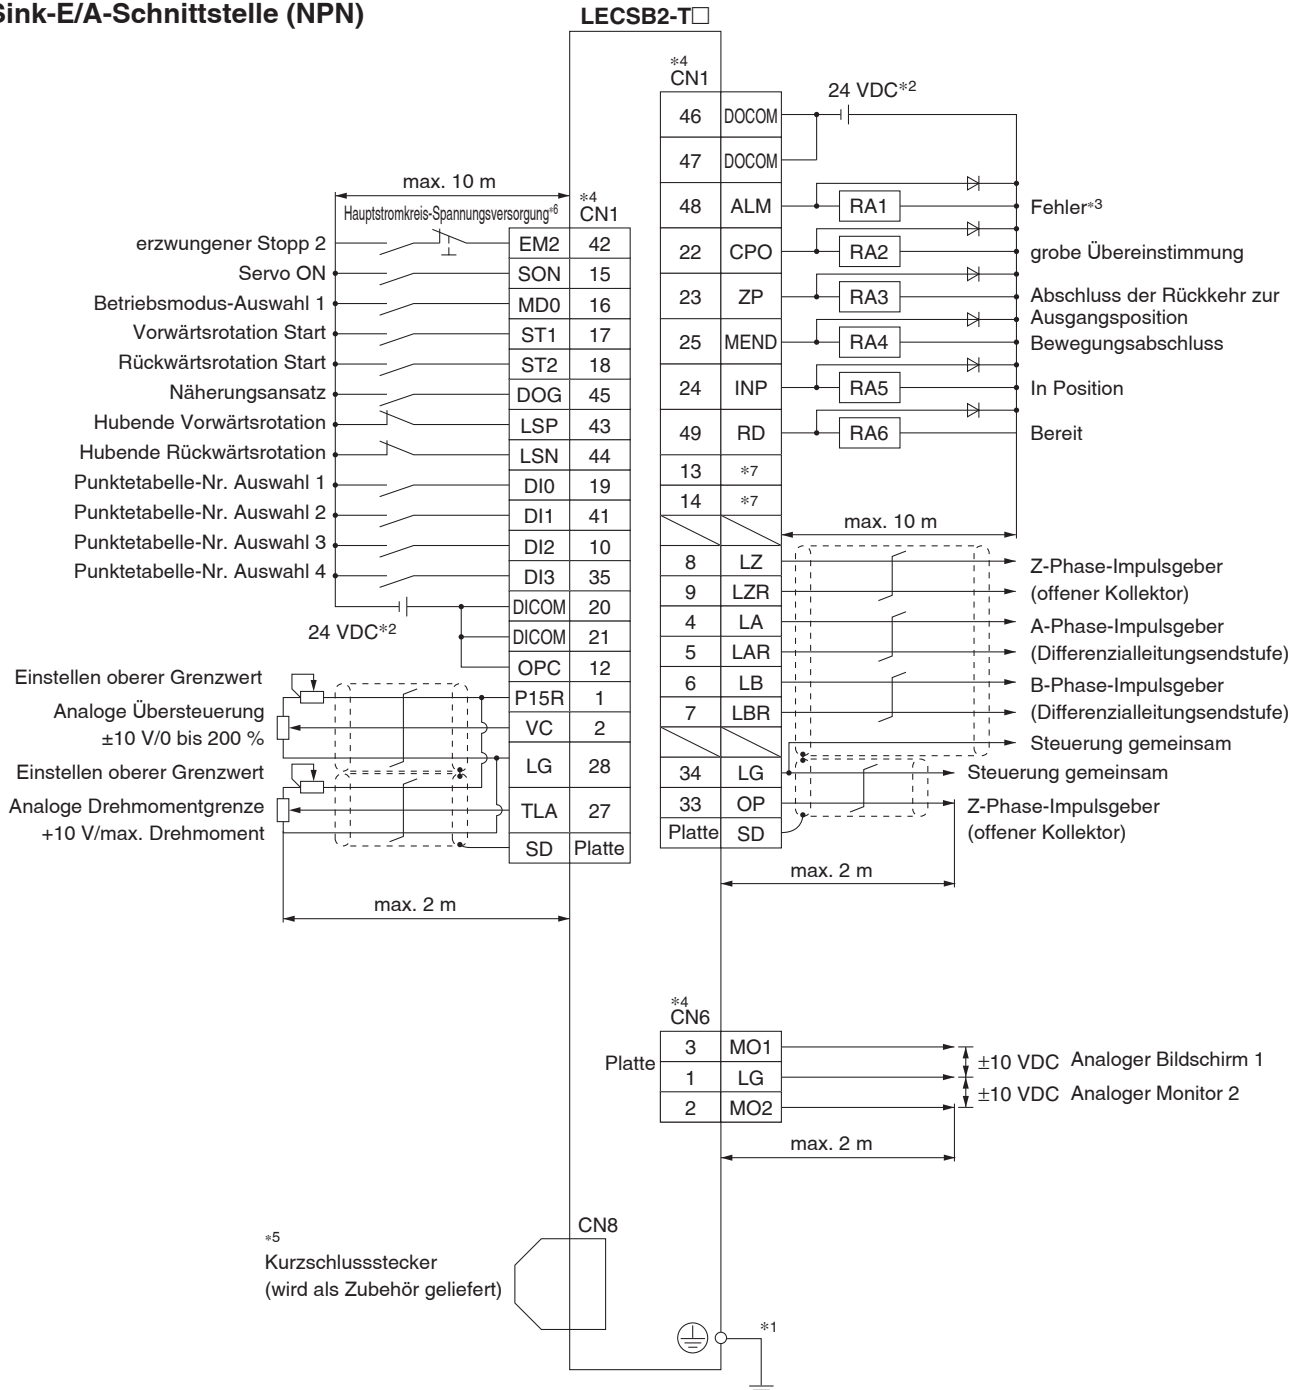 Sink-E/A-Schnittstelle (NPN)
LECSB2-T□
*4
CN1
24 VDC*2
46 DOCOM
47 DOCOM
48 ALM RA1 Fehler*3
22 CPO RA2 grobe Übereinstimmung
23 ZP RA3 Abschluss der Rückkehr zur
Ausgangsposition
25 MEND RA4 Bewegungsabschluss
24 INP RA5 In Position
49 RD RA6 Bereit
13 *7
14 *7
max. 10 m
8 LZ Z-Phase-Impulsgeber
9 LZR (offener Kollektor)
4 LA A-Phase-Impulsgeber
5 LAR (Differenzialleitungsendstufe)
6 LB B-Phase-Impulsgeber
7 LBR (Differenzialleitungsendstufe)
Steuerung gemeinsam
34 LG Steuerung gemeinsam
33 OP Z-Phase-Impulsgeber
Platte SD (offener Kollektor)
max. 2 m
max. 10 m
Hauptstromkreis-Spannungsversorgung*6
*4
CN1
erzwungener Stopp 2 EM2 42
Servo ON SON 15
Betriebsmodus-Auswahl 1 MD0 16
Vorwärtsrotation Start ST1 17
Rückwärtsrotation Start ST2 18
Näherungsansatz DOG 45
Hubende Vorwärtsrotation LSP 43
Hubende Rückwärtsrotation LSN 44
Punktetabelle-Nr. Auswahl 1 DI0 19
Punktetabelle-Nr. Auswahl 2 DI1 41
Punktetabelle-Nr. Auswahl 3 DI2 10
Punktetabelle-Nr. Auswahl 4 DI3 35
DICOM 20
24 VDC*2 DICOM 21
OPC 12
Einstellen oberer Grenzwert P15R 1
Analoge Übersteuerung VC 2
±10 V/0 bis 200 %
LG 28
Einstellen oberer Grenzwert
Analoge Drehmomentgrenze TLA 27
+10 V/max. Drehmoment
SD Platte
max. 2 m
*4
CN6
Platte
3 MO1 ±10 VDC Analoger Bildschirm 1
1 LG
2 MO2 ±10 VDC Analoger Monitor 2
max. 2 m
CN8
*5
Kurzschlussstecker
(wird als Zubehör geliefert)
*1